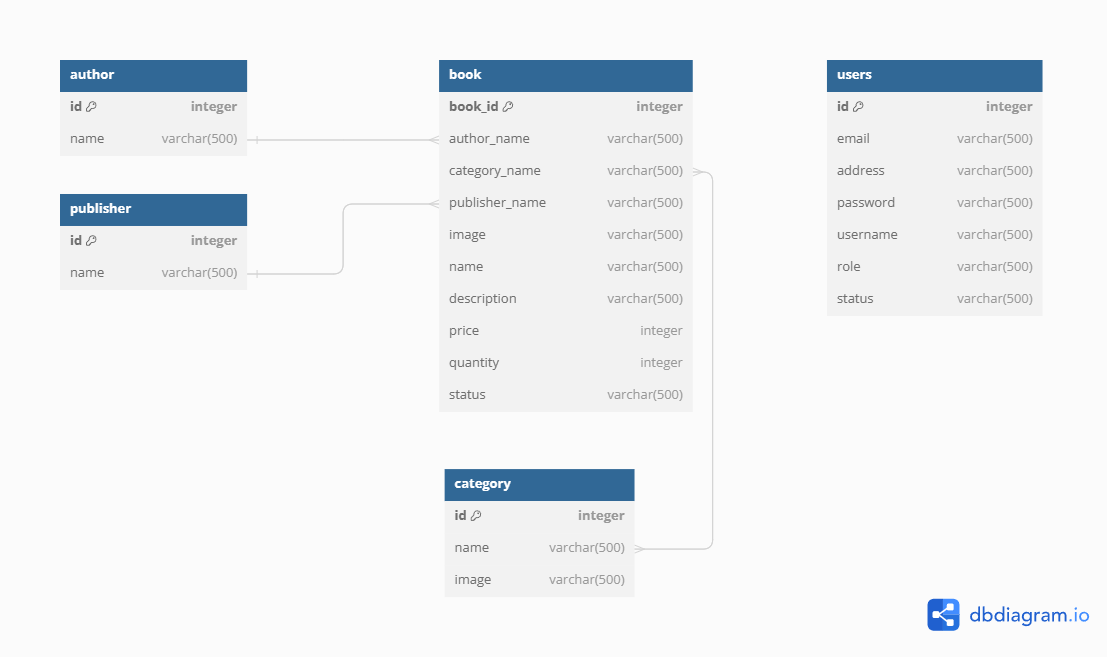 author
id integer
name varchar(500)
publisher
id integer
name varchar(500)
book
book_id integer
author_name varchar(500)
category_name varchar(500)
publisher_name varchar(500)
image varchar(500)
name varchar(500)
description varchar(500)
price integer
quantity integer
status varchar(500)
category
id integer
name varchar(500)
image varchar(500)
users
id integer
email varchar(500)
address varchar(500)
password varchar(500)
username varchar(500)
role varchar(500)
status varchar(500)
dbdiagram.io